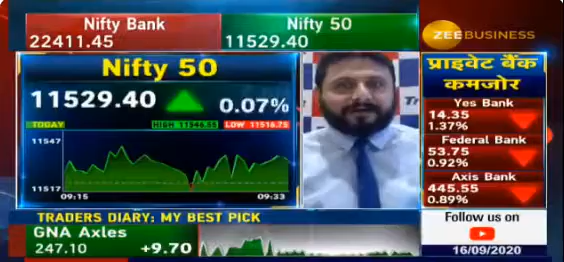 Nifty Bank
22411.45
Nifty 50
11529.40
ZEEBUSINESS
Nifty 50
11529.40
0.07%
TODAY
HIGH 11546.55
LOW 11516.75
11547
11517
09:15
09:33
प्राइवेट बैंक
कमजोर
Yes Bank
14.35
1.37%
Federal Bank
53.75
0.92%
Axis Bank
445.55
0.89%
TRADERS DIARY: MY BEST PICK
GNA Axles
247.10
+9.70
Follow us on
16/09/2020